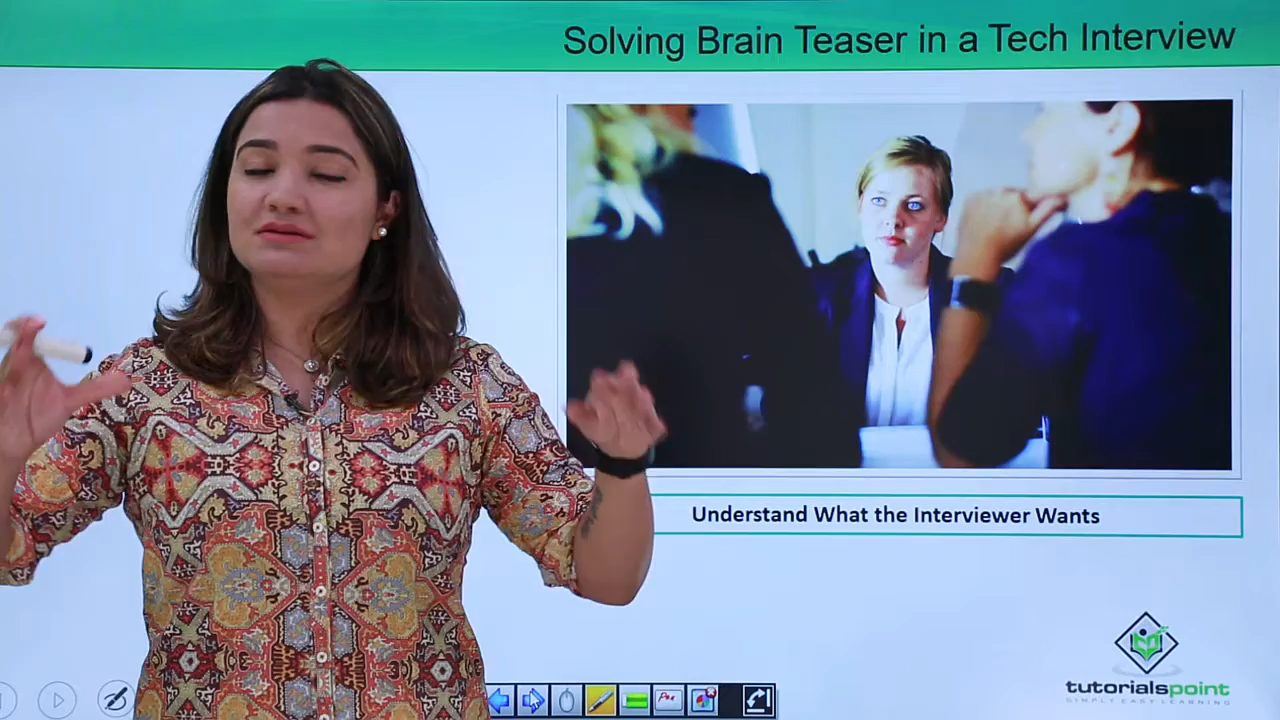 Solving Brain Teaser in a Tech Interview
Understand What the Interviewer Wants
tutorialspoint
SIMPLY EASY LEARNING